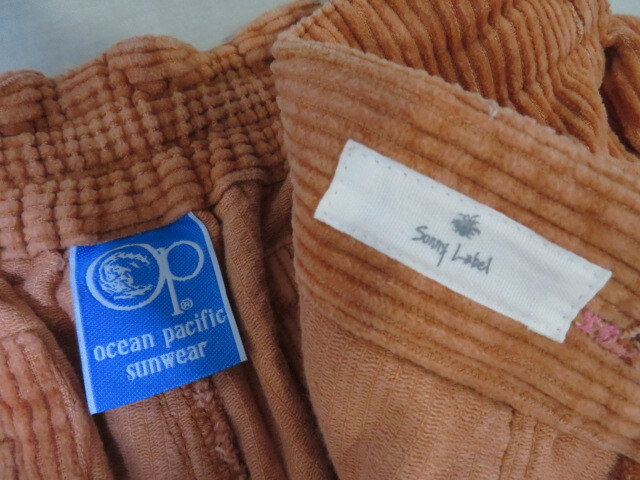 Op®
ocean pacific
sunwear
Sonny Label